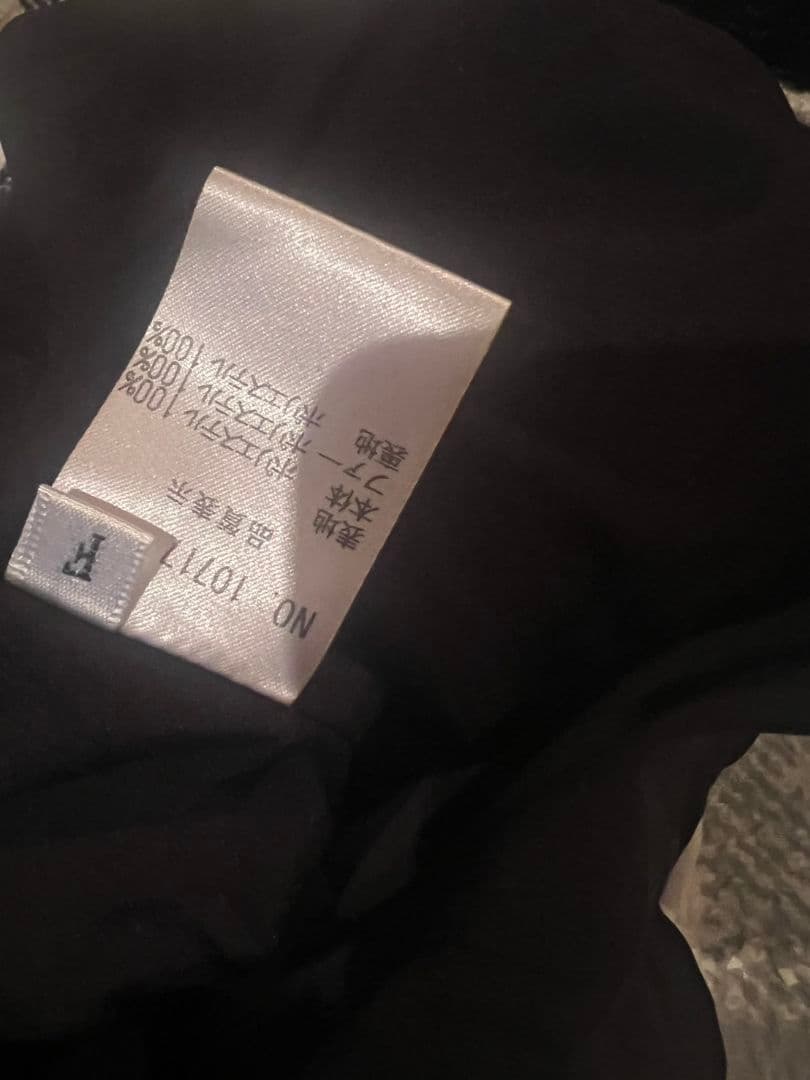 NO. 10717
品質表示
表地
本体 ポリエステル 100%
ファー ポリエステル 100%
裏地 ポリエステル 100%